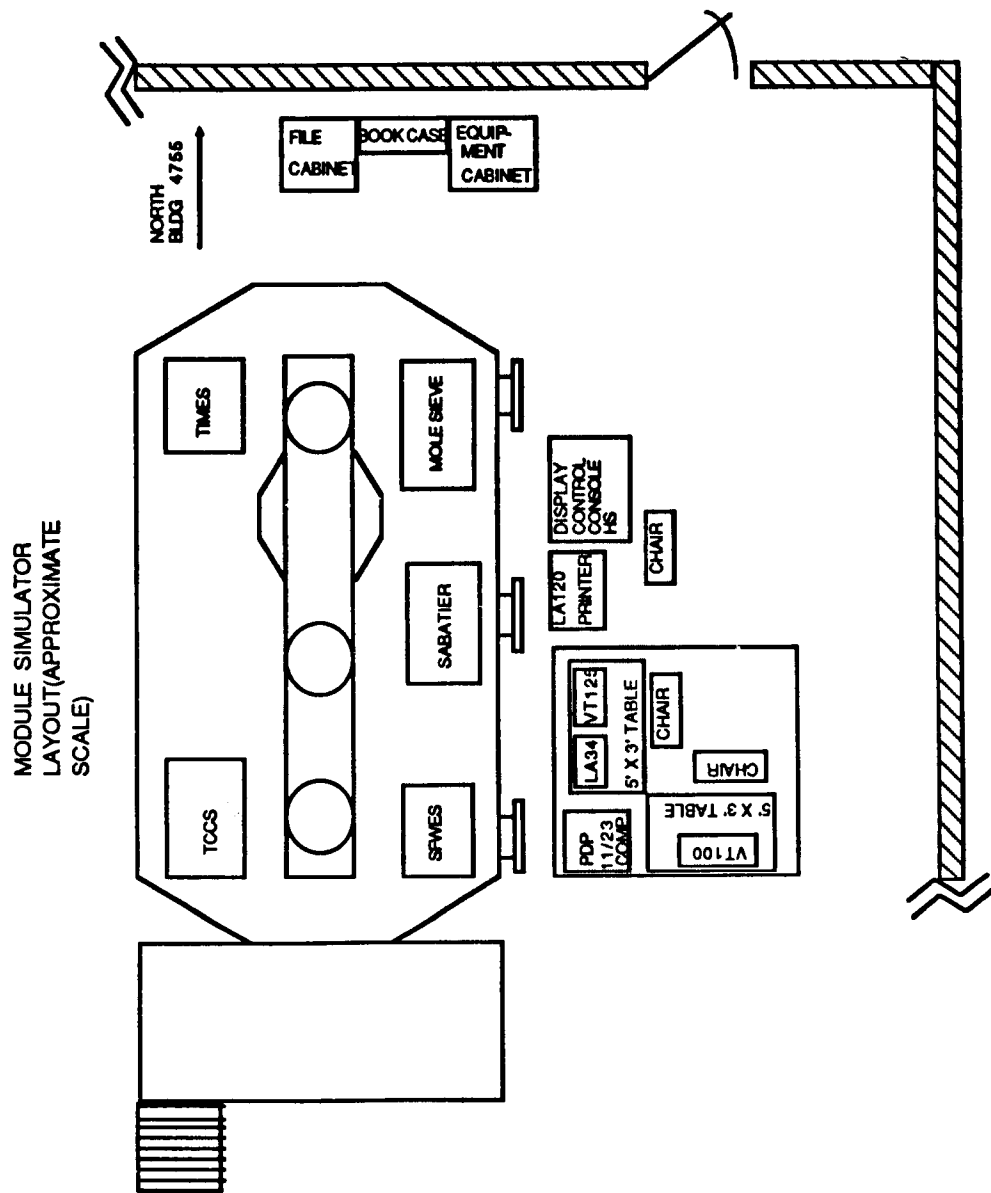 MODULE SIMULATOR
LAYOUT(APPROXIMATE
SCALE)
NORTH
BLDG 4755
FILE
CABINET
BOOK CASE
EQUIP-
MENT
CABINET
TIMES
MOLE SIEVE
TCCS
SABATIER
SFWES
DISPLAY
CONTROL
CONSOLE
HS
CHAIR
LA120
PRINTER
VT125
LA34
5' X 3' TABLE
CHAIR
CHAIR
PDP
11/23
COMP
5' X 3' TABLE
VT100